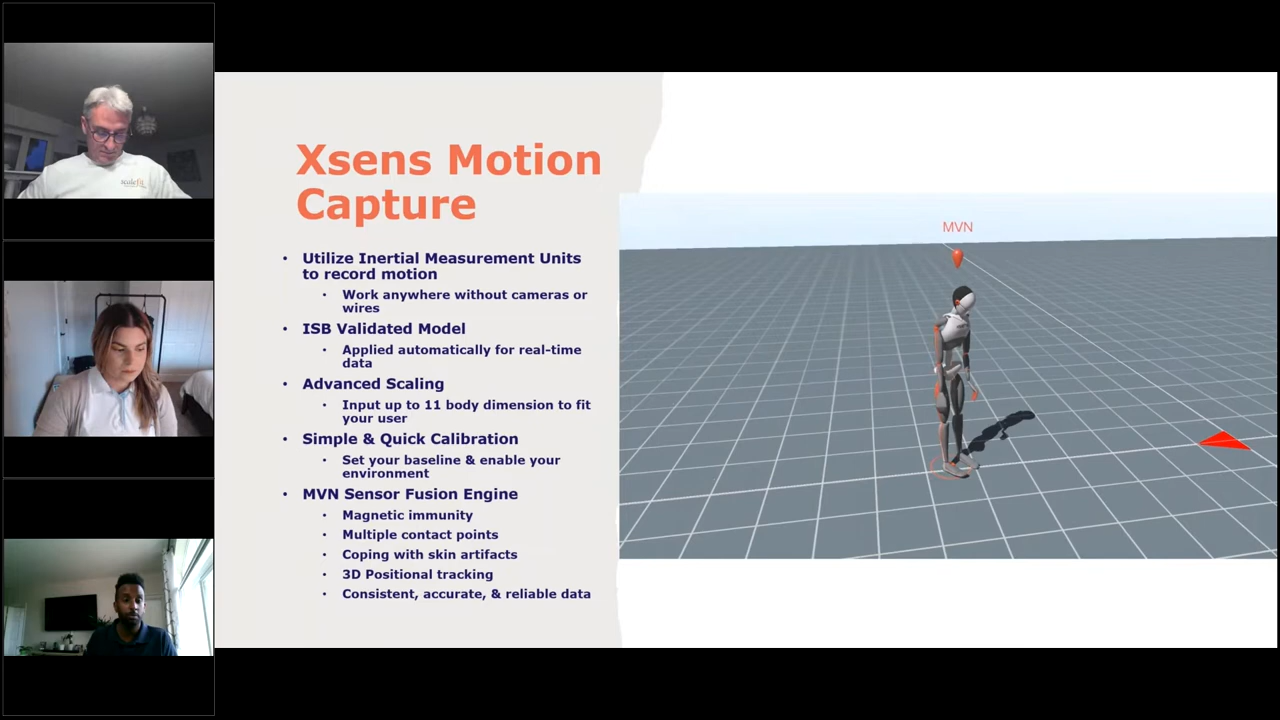 Xsens Motion
Capture
• Utilize Inertial Measurement Units
to record motion
• Work anywhere without cameras or
wires
• ISB Validated Model
• Applied automatically for real-time
data
• Advanced Scaling
• Input up to 11 body dimension to fit
your user
• Simple & Quick Calibration
• Set your baseline & enable your
environment
• MVN Sensor Fusion Engine
• Magnetic immunity
• Multiple contact points
• Coping with skin artifacts
• 3D Positional tracking
• Consistent, accurate, & reliable data
MVN
scalefit